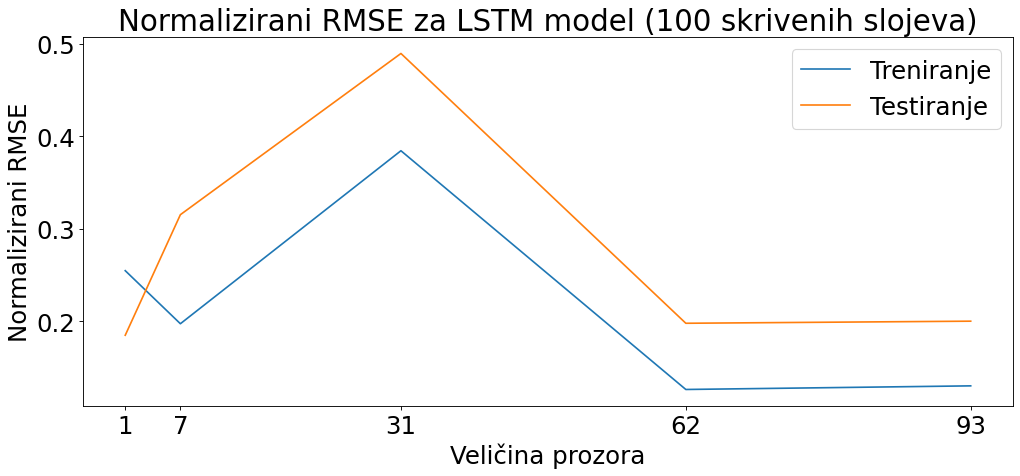 Normalizirani RMSE za LSTM model (100 skrivenih slojeva)
Treniranje
Testiranje
Normalizirani RMSE
0.5
0.4
0.3
0.2
1 7 31 62 93
Veličina prozora